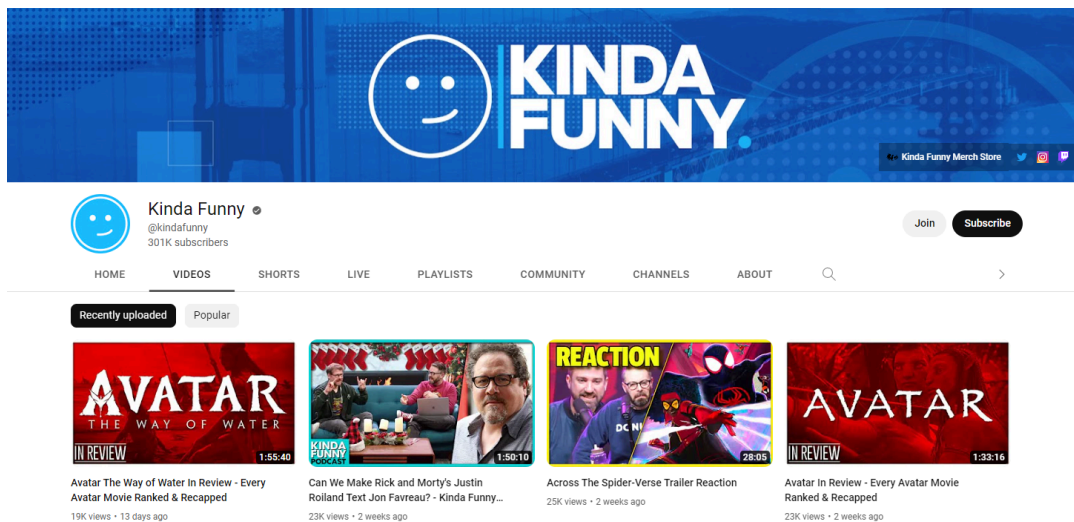 KINDA
FUNNY.
Kinda Funny Merch Store
Kinda Funny
@kindafunny
301K subscribers
Join
Subscribe
HOME
VIDEOS
SHORTS
LIVE
PLAYLISTS
COMMUNITY
CHANNELS
ABOUT
Recently uploaded
Popular
AVATAR
THE WAY OF WATER
IN REVIEW
1:55:40
KINDA
FUNNY
PODCAST
1:50:10
REACTION
28:05
AVATAR
IN REVIEW
1:33:16
Avatar The Way of Water In Review - Every
Avatar Movie Ranked & Recapped
19K views • 13 days ago
Can We Make Rick and Morty's Justin
Roiland Text Jon Favreau? - Kinda Funny...
23K views • 2 weeks ago
Across The Spider-Verse Trailer Reaction
25K views • 2 weeks ago
Avatar In Review - Every Avatar Movie
Ranked & Recapped
23K views • 2 weeks ago